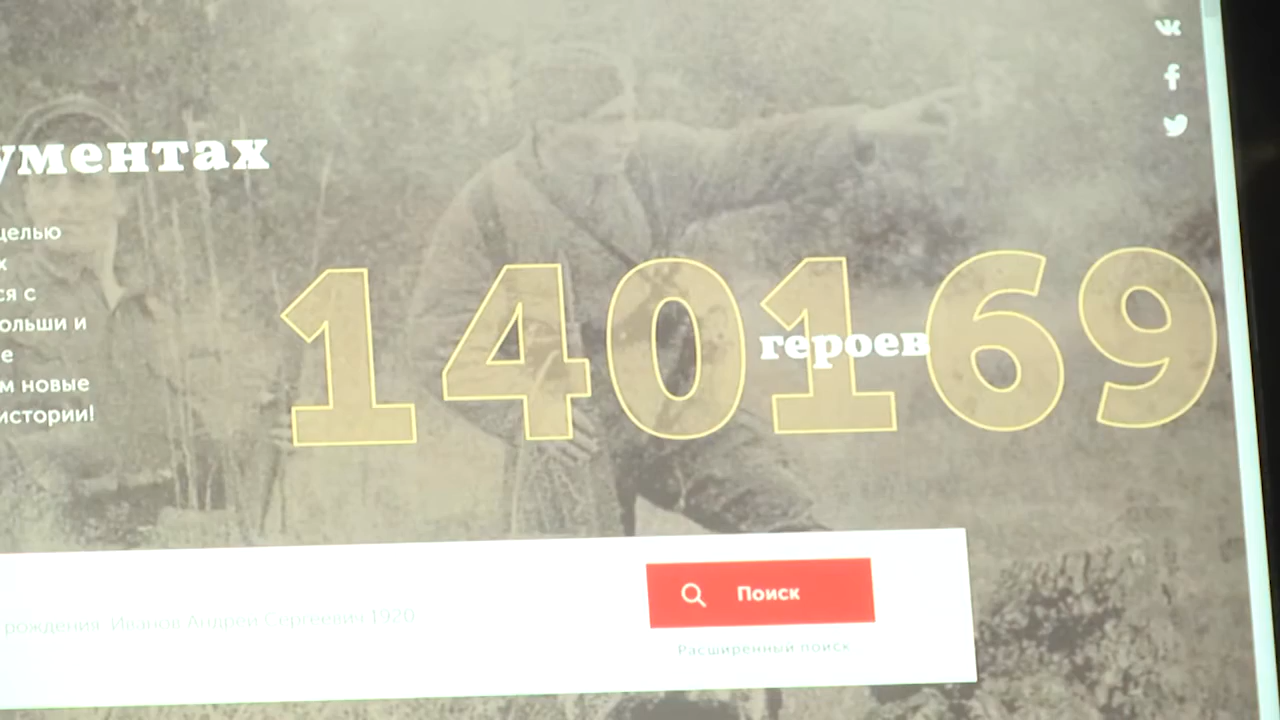 ументах
целью
х
ся с
ольши и
е
м новые
истории!
140169
героев
рождения. Иванов Андрей Сергеевич 1920
Поиск
Расширенный поиск